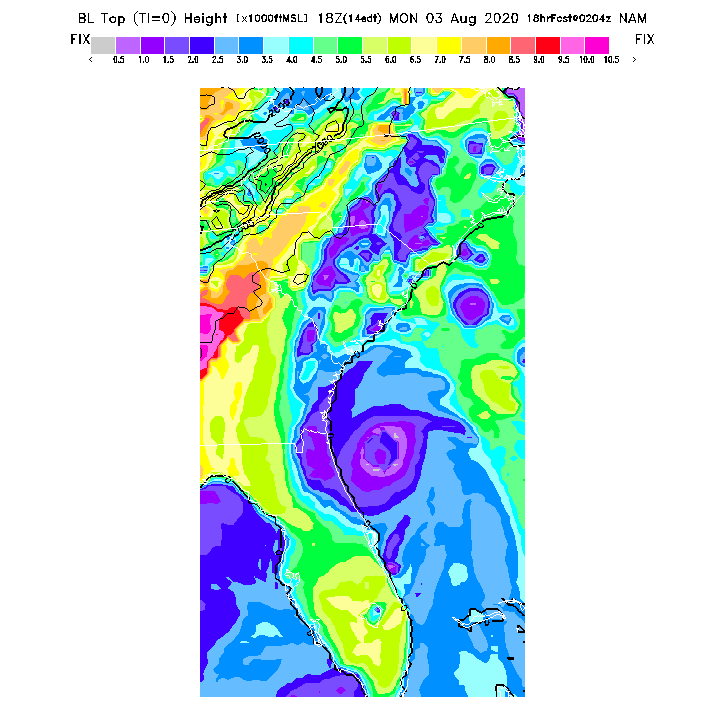 BL Top (TI=0) Height [x1000ftMSL] 18Z(14edt) MON 03 Aug 2020 18hrFcst@0204z NAM
FIX FIX
< 0.5 1.0 1.5 2.0 2.5 3.0 3.5 4.0 4.5 5.0 5.5 6.0 6.5 7.0 7.5 8.0 8.5 9.0 9.5 10.0 10.5 >